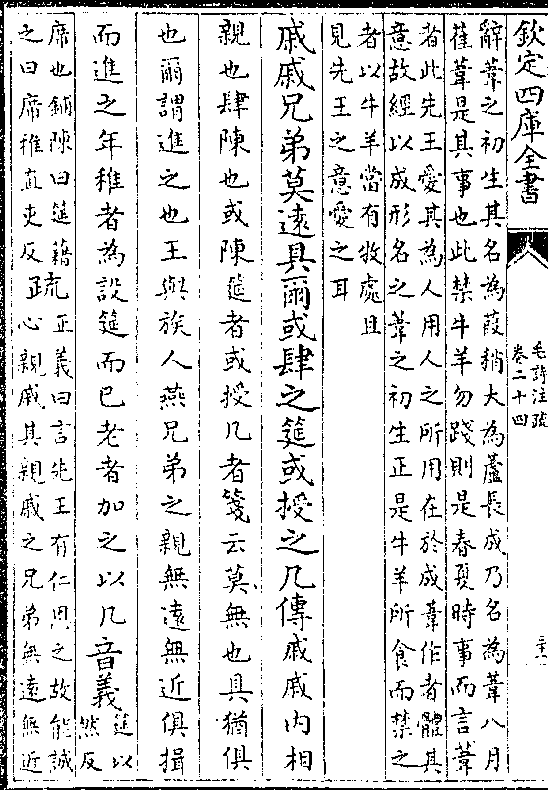 欽定四庫全書
毛詩注疏
卷二十四
辭葦之初生其名為葭稍大為蘆長成乃名為葦八月
萑葦是其事也此禁牛羊勿踐則是春夏時事而言葦
者此先王愛其為人用人之所用在於成葦作者體其
意故經以成形名之葦之初生正是牛羊所食而禁之
者以牛羊當有牧處且
見先王之意愛之耳
戚戚兄弟莫遠具爾或肆之筵或授之几傳戚戚内相
親也肆陳也或陳筵者或授几者箋云莫無也具猶俱
也爾謂進之也王與族人燕兄弟之親無遠無近俱揖
而進之年稚者為設筵而已老者加之以几音義
筵以
然反
席也鋪陳曰筵藉
之曰席稚直吏反
疏
正義曰言先王有仁恩之故能誠
心親戚其親戚之兄弟無遠無近